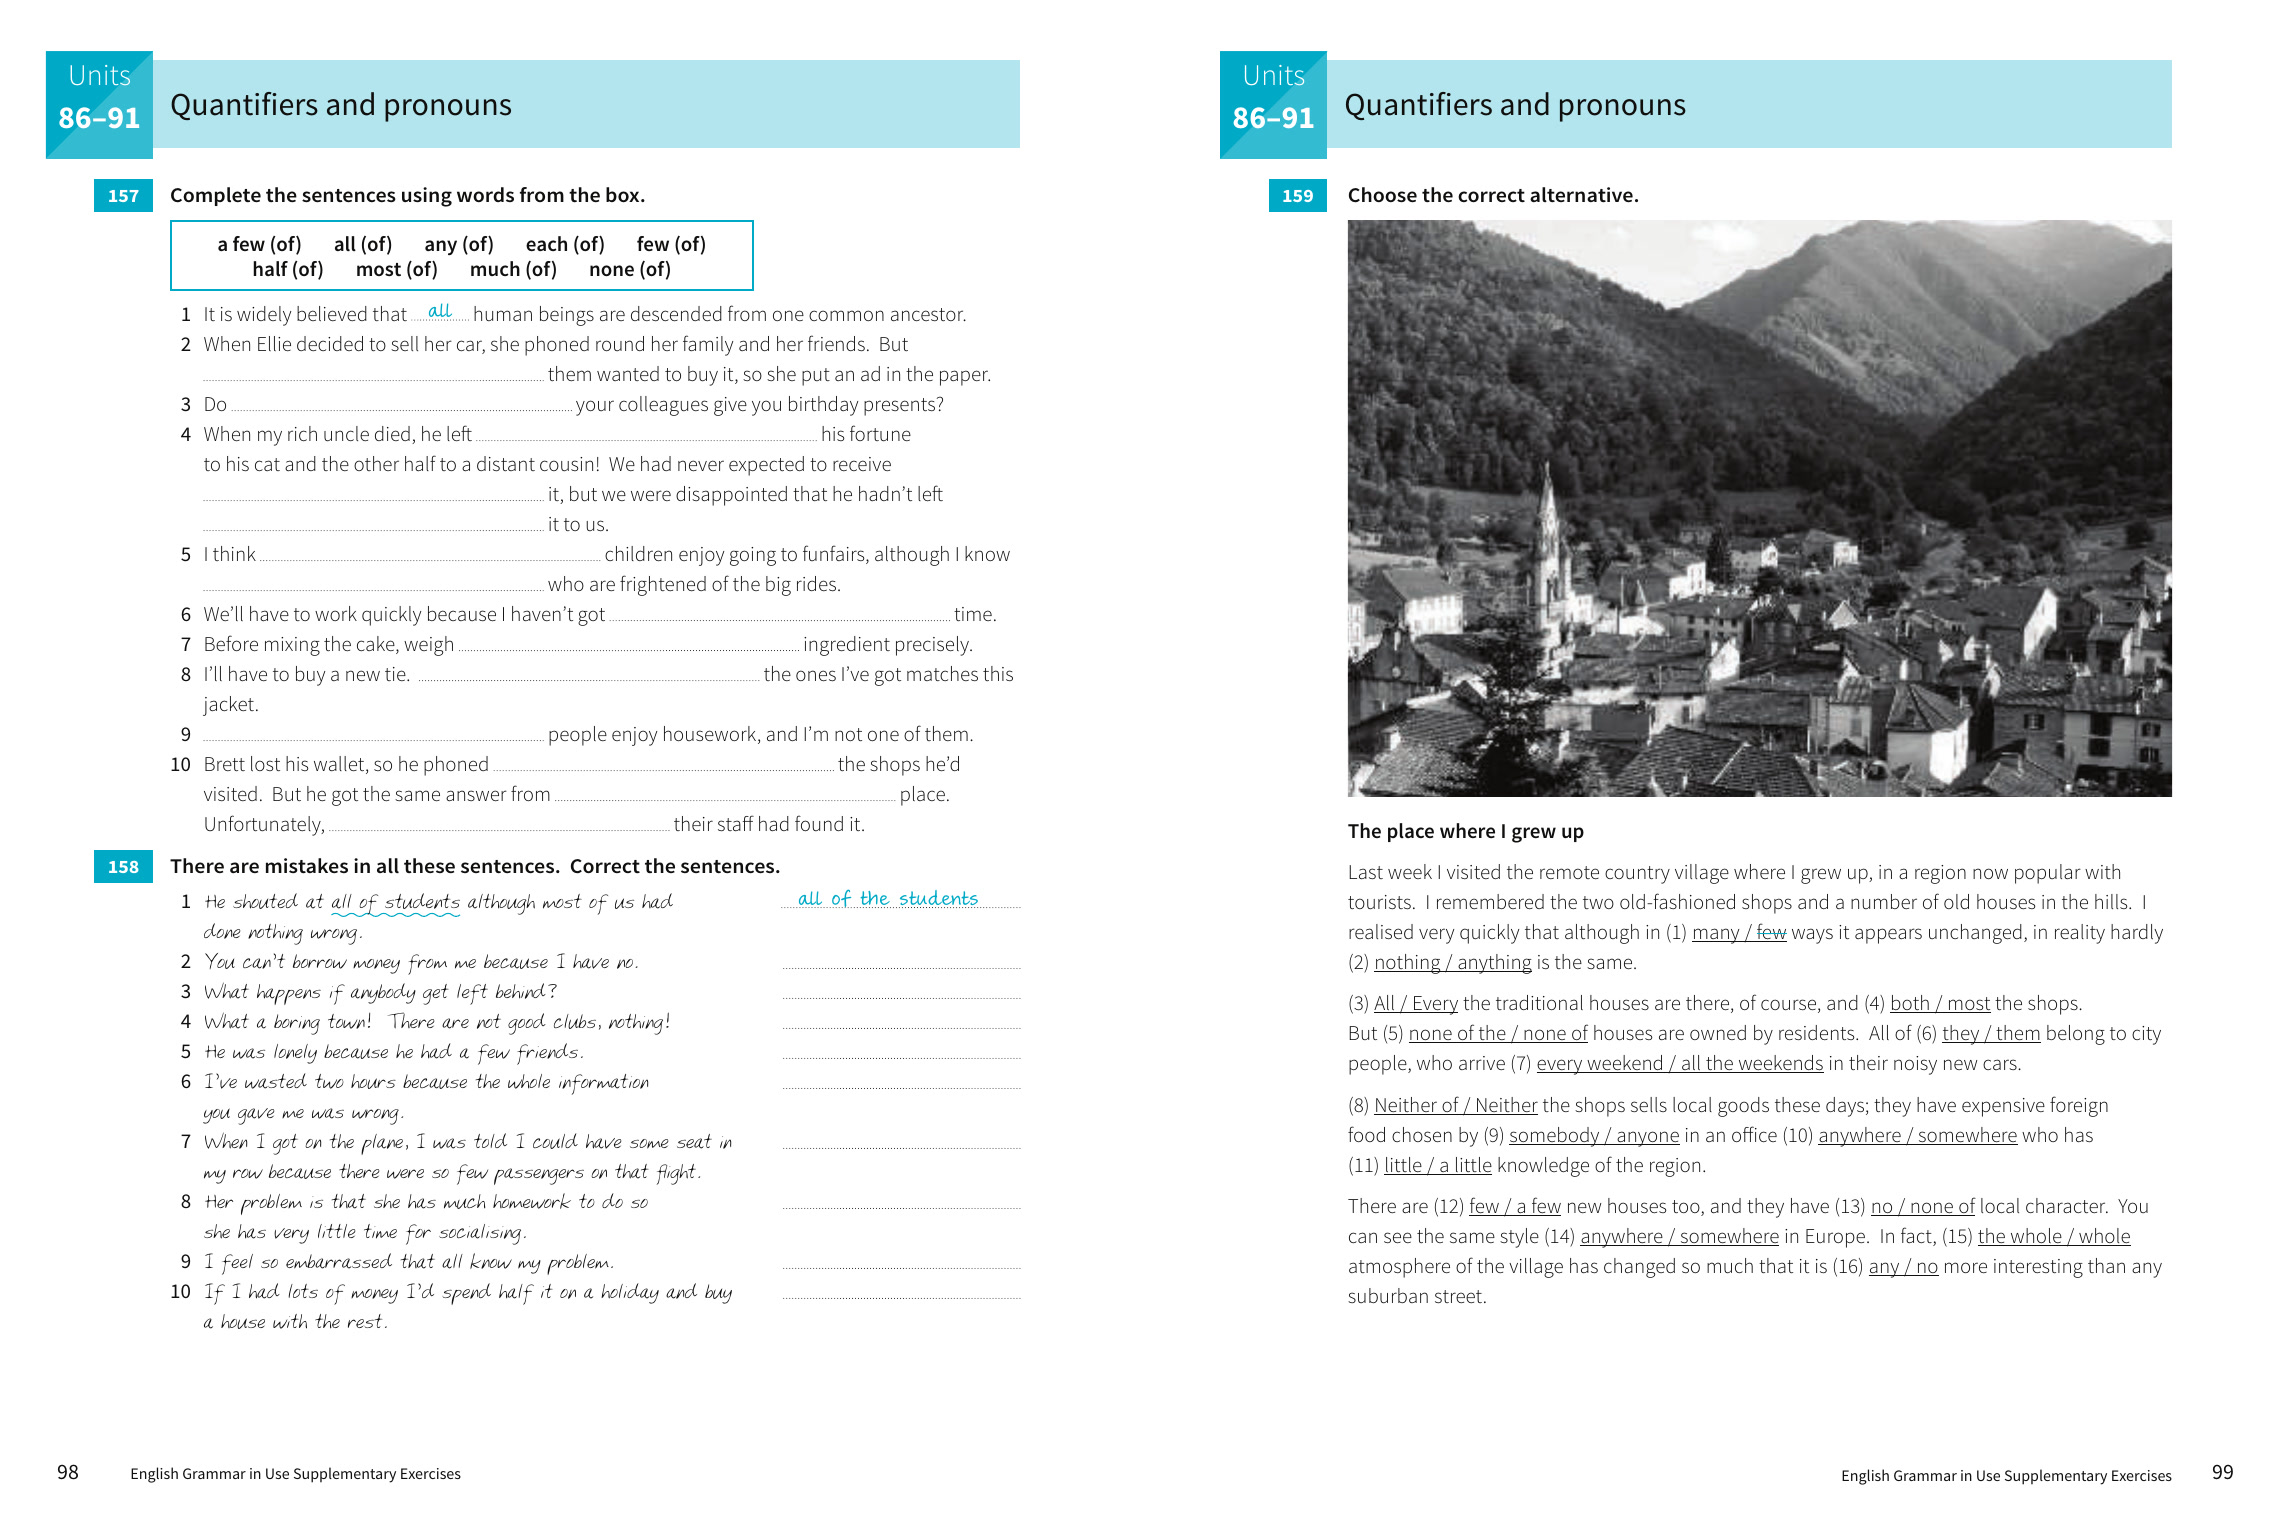 Units
86–91
Quantifiers and pronouns
157 Complete the sentences using words from the box.
a few (of) all (of) any (of) each (of) few (of)
half (of) most (of) much (of) none (of)
1 It is widely believed that all human beings are descended from one common ancestor.
2 When Ellie decided to sell her car, she phoned round her family and her friends. But
them wanted to buy it, so she put an ad in the paper.
3 Do your colleagues give you birthday presents?
4 When my rich uncle died, he left his fortune
to his cat and the other half to a distant cousin! We had never expected to receive
it, but we were disappointed that he hadn't left
it to us.
5 I think children enjoy going to funfairs, although I know
who are frightened of the big rides.
6 We'll have to work quickly because I haven't got time.
7 Before mixing the cake, weigh ingredient precisely.
8 I'll have to buy a new tie. the ones I've got matches this
jacket.
9 people enjoy housework, and I'm not one of them.
10 Brett lost his wallet, so he phoned the shops he'd
visited. But he got the same answer from place.
Unfortunately, their staff had found it.
158 There are mistakes in all these sentences. Correct the sentences.
1 He shouted at all of students although most of us had all of the students
done nothing wrong.
2 You can't borrow money from me because I have no.
3 What happens if anybody get left behind?
4 What a boring town! There are not good clubs, nothing!
5 He was lonely because he had a few friends.
6 I've wasted two hours because the whole information
you gave me was wrong.
7 When I got on the plane, I was told I could have some seat in
my row because there were so few passengers on that flight.
8 Her problem is that she has much homework to do so
she has very little time for socialising.
9 I feel so embarrassed that all know my problem.
10 If I had lots of money I'd spend half it on a holiday and buy
a house with the rest.
98 English Grammar in Use Supplementary Exercises
Units
86–91
Quantifiers and pronouns
159 Choose the correct alternative.
The place where I grew up
Last week I visited the remote country village where I grew up, in a region now popular with
tourists. I remembered the two old-fashioned shops and a number of old houses in the hills. I
realised very quickly that although in (1) many / few ways it appears unchanged, in reality hardly
(2) nothing / anything is the same.
(3) All / Every the traditional houses are there, of course, and (4) both / most the shops.
But (5) none of the / none of houses are owned by residents. All of (6) they / them belong to city
people, who arrive (7) every weekend / all the weekends in their noisy new cars.
(8) Neither of / Neither the shops sells local goods these days; they have expensive foreign
food chosen by (9) somebody / anyone in an office (10) anywhere / somewhere who has
(11) little / a little knowledge of the region.
There are (12) few / a few new houses too, and they have (13) no / none of local character. You
can see the same style (14) anywhere / somewhere in Europe. In fact, (15) the whole / whole
atmosphere of the village has changed so much that it is (16) any / no more interesting than any
suburban street.
English Grammar in Use Supplementary Exercises 99